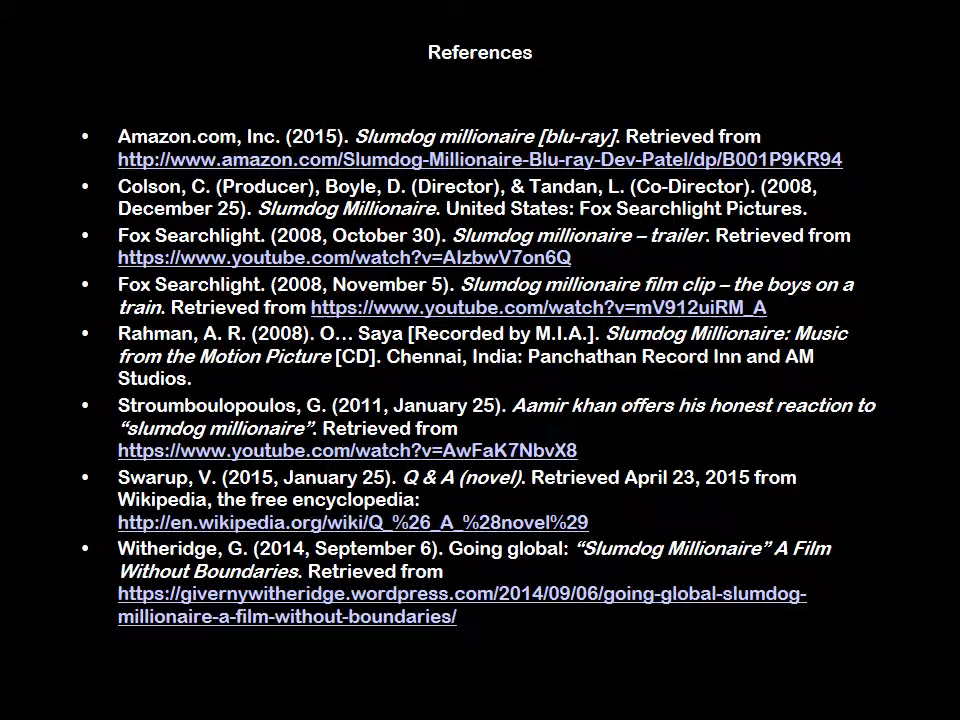 References
• Amazon.com, Inc. (2015). Slumdog millionaire [blu-ray]. Retrieved from
http://www.amazon.com/Slumdog-Millionaire-Blu-ray-Dev-Patel/dp/B001P9KR94
• Colson, C. (Producer), Boyle, D. (Director), & Tandan, L. (Co-Director). (2008,
December 25). Slumdog Millionaire. United States: Fox Searchlight Pictures.
• Fox Searchlight. (2008, October 30). Slumdog millionaire – trailer. Retrieved from
https://www.youtube.com/watch?v=AIzbwV7on6Q
• Fox Searchlight. (2008, November 5). Slumdog millionaire film clip – the boys on a
train. Retrieved from https://www.youtube.com/watch?v=mV912uiRM_A
• Rahman, A. R. (2008). O… Saya [Recorded by M.I.A.]. Slumdog Millionaire: Music
from the Motion Picture [CD]. Chennai, India: Panchathan Record Inn and AM
Studios.
• Stroumboulopoulos, G. (2011, January 25). Aamir khan offers his honest reaction to
“slumdog millionaire”. Retrieved from
https://www.youtube.com/watch?v=AwFaK7NbvX8
• Swarup, V. (2015, January 25). Q & A (novel). Retrieved April 23, 2015 from
Wikipedia, the free encyclopedia:
http://en.wikipedia.org/wiki/Q_%26_A_%28novel%29
• Witheridge, G. (2014, September 6). Going global: “Slumdog Millionaire” A Film
Without Boundaries. Retrieved from
https://givernywitheridge.wordpress.com/2014/09/06/going-global-slumdog-
millionaire-a-film-without-boundaries/